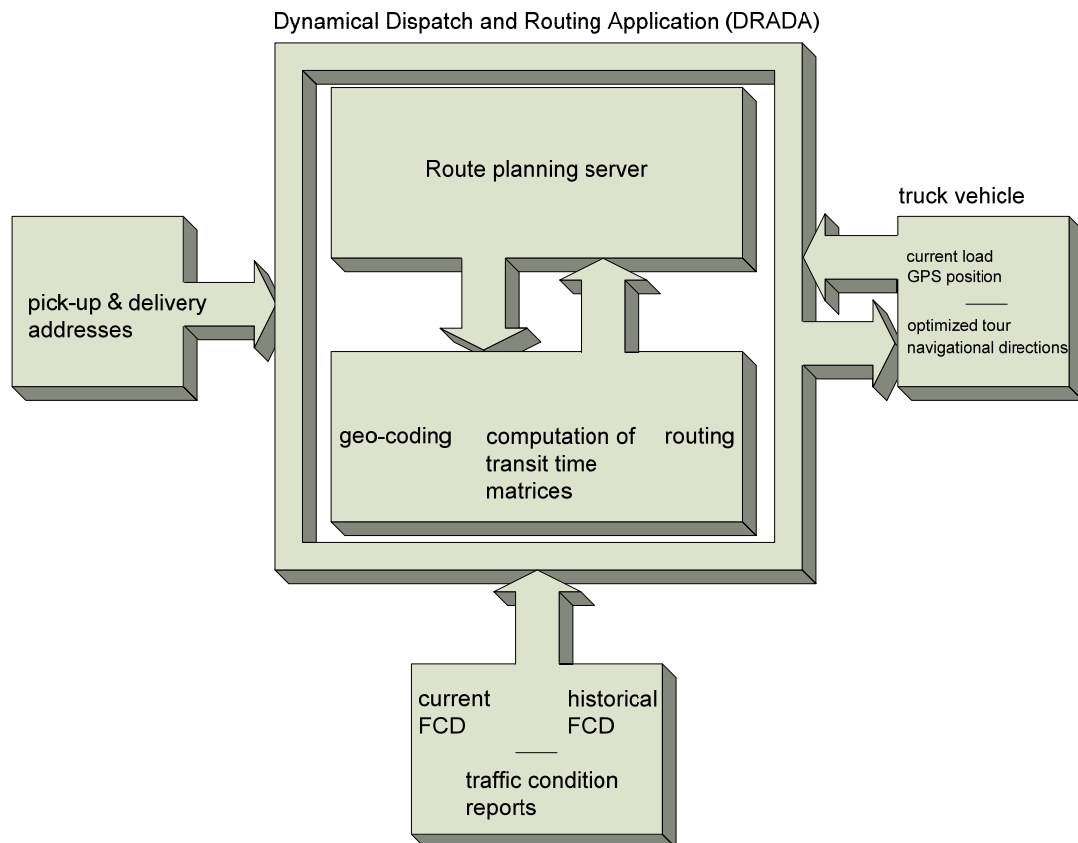 Dynamical Dispatch and Routing Application (DRADA)
Route planning server
truck vehicle
current load
GPS position
optimized tour
navigational directions
pick-up & delivery
addresses
geo-coding
computation of
transit time
matrices
routing
current
FCD
historical
FCD
traffic condition
reports